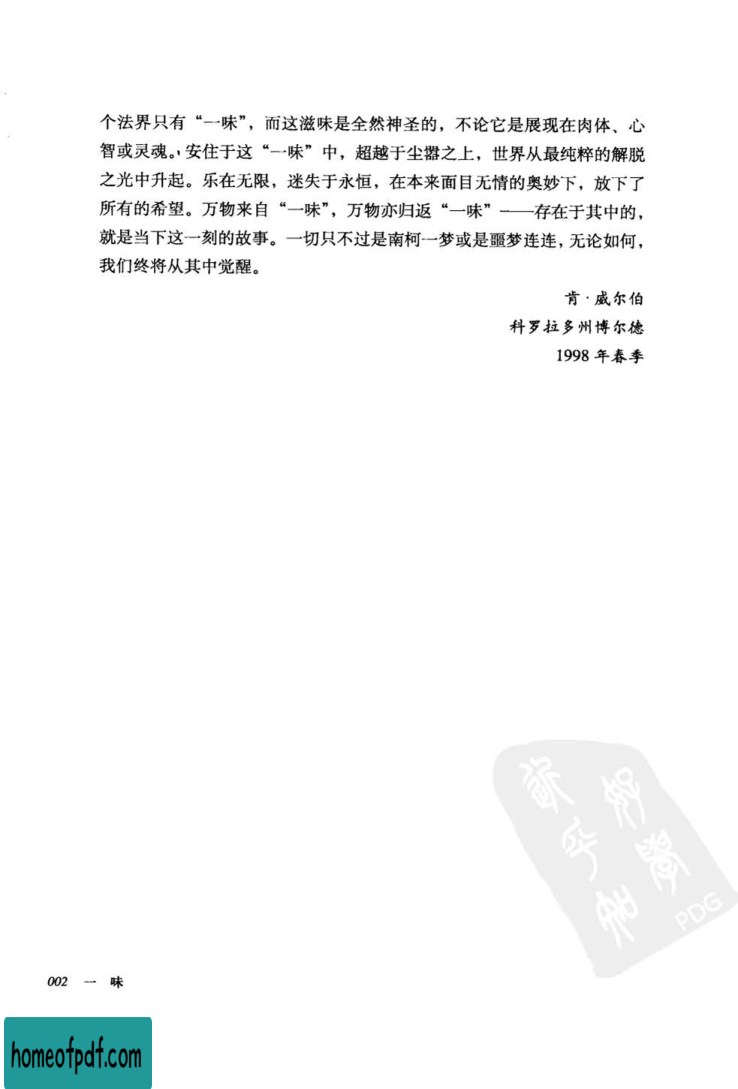 个法界只有“一味”，而这滋味是全然神圣的，不论它是展现在肉体、心
智或灵魂。安住于这“一味”中，超越于尘嚣之上，世界从最纯粹的解脱
之光中升起。乐在无限，迷失于永恒，在本来面目无情的奥妙下，放下了
所有的希望。万物来自“一味”，万物亦归返“一味”——存在于其中的，
就是当下这一刻的故事。一切只不过是南柯一梦或是噩梦连连，无论如何，
我们终将从其中觉醒。
肯·威尔伯
科罗拉多州博尔德
1998 年春季
PDG
002 一 味
homeofpdf.com